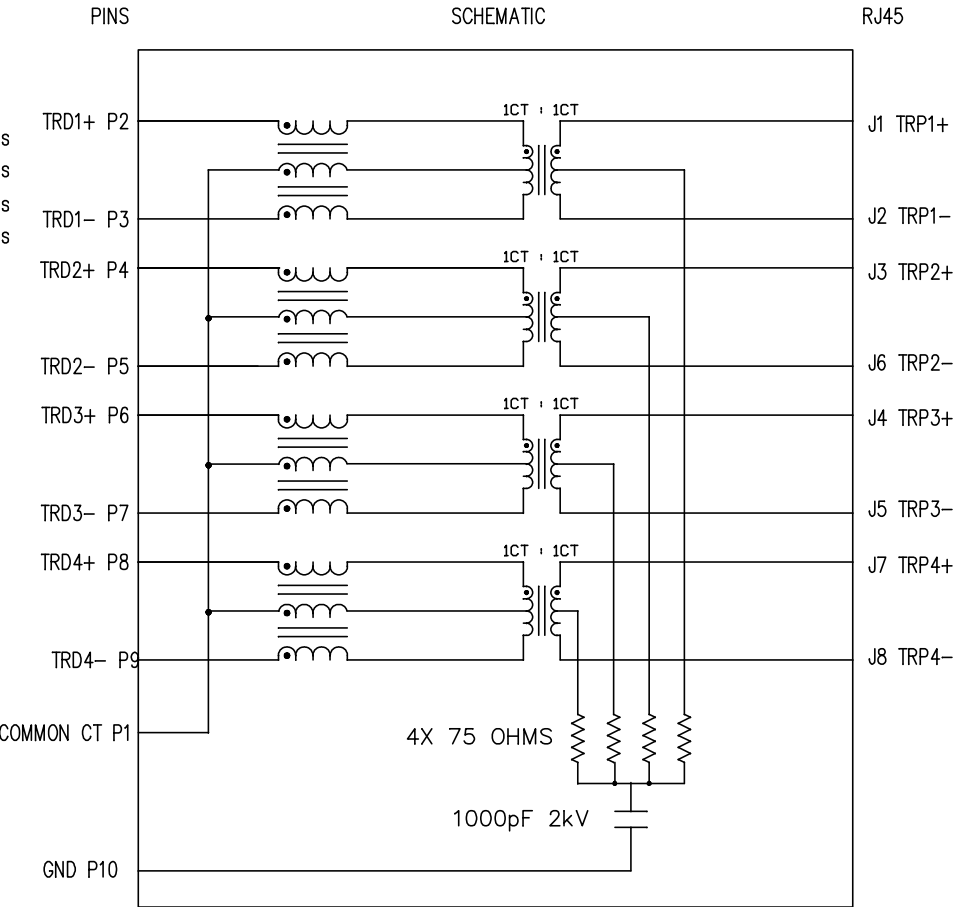 PINS SCHEMATIC RJ45
1CT : 1CT
TRD1+ P2 J1 TRP1+
s
s
s
TRD1- P3 J2 TRP1-
s
1CT : 1CT
TRD2+ P4 J3 TRP2+
TRD2- P5 J6 TRP2-
1CT : 1CT
TRD3+ P6 J4 TRP3+
TRD3- P7 J5 TRP3-
1CT : 1CT
TRD4+ P8 J7 TRP4+
TRD4- P9 J8 TRP4-
COMMON CT P1
4X 75 OHMS
1000pF 2kV
GND P10